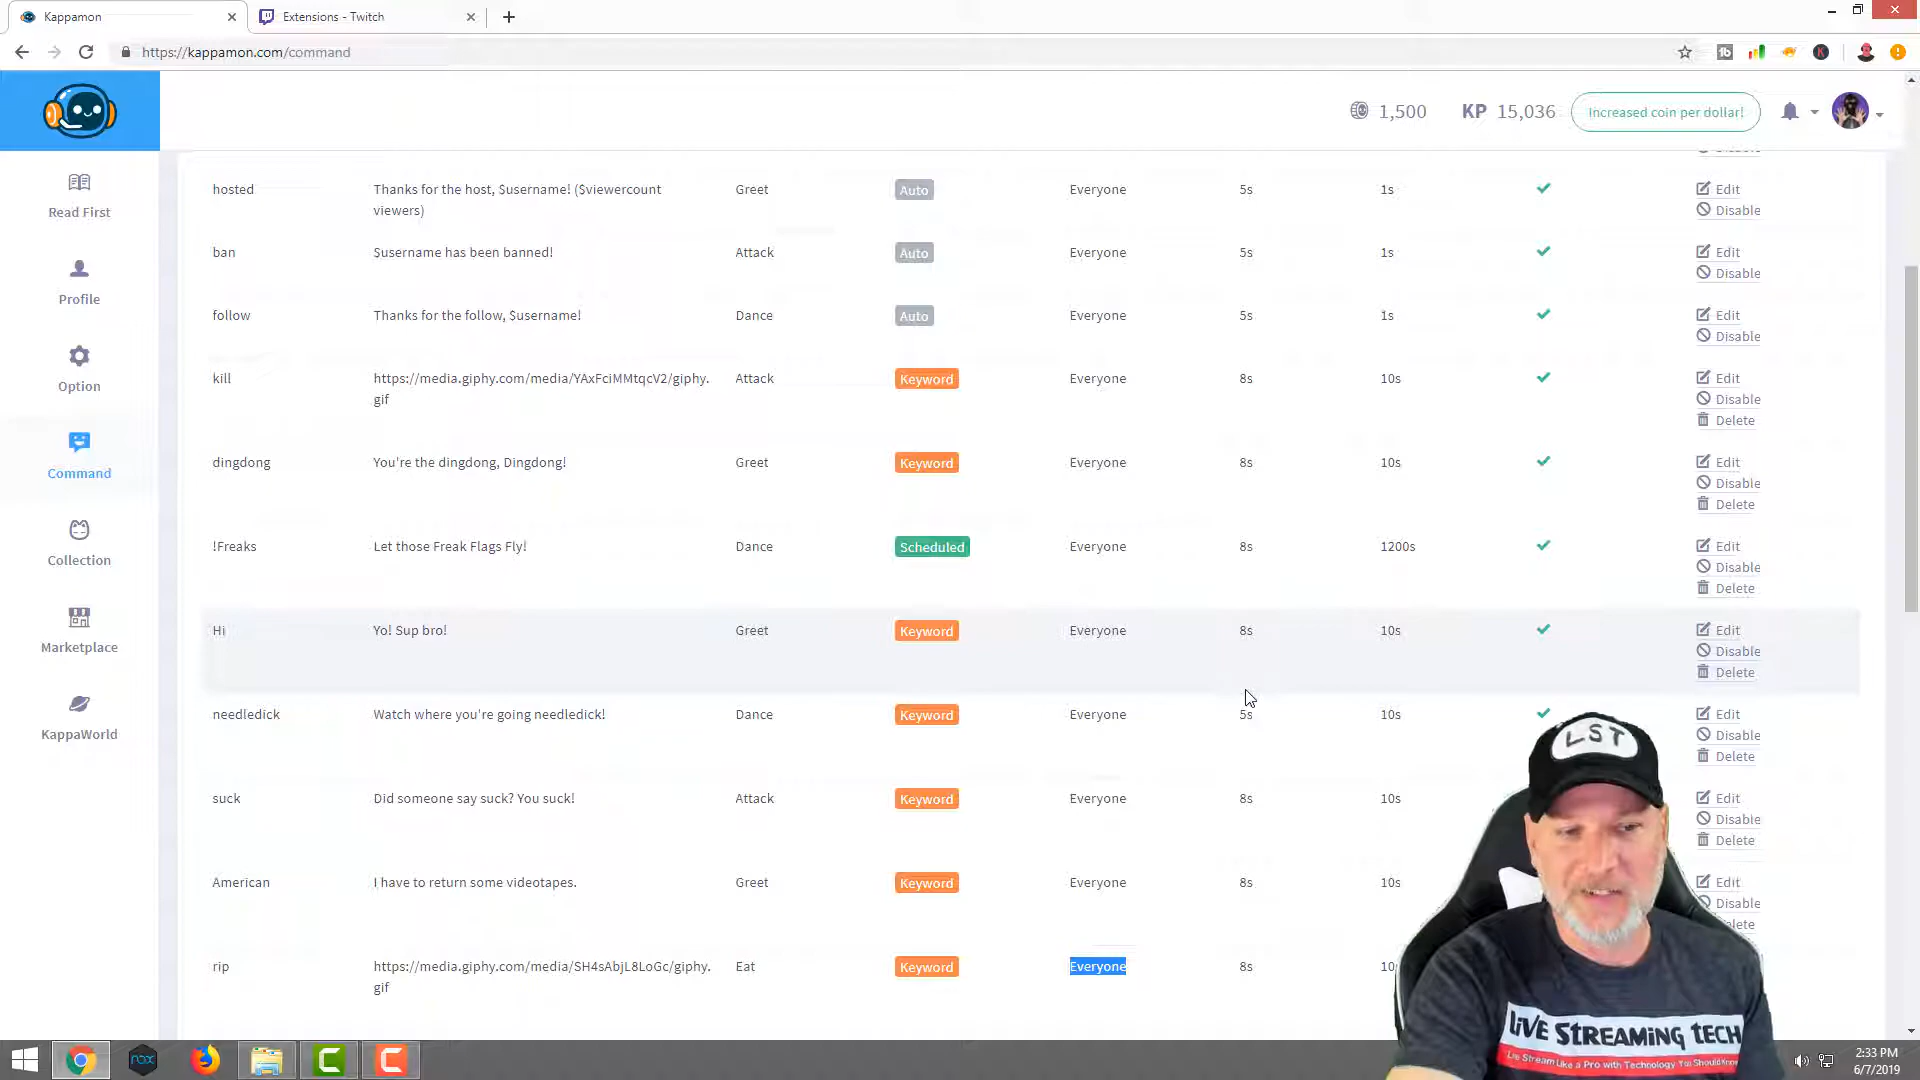 Kappamon
Extensions - Twitch
https://kappamon.com/command
1,500 KP 15,036 Increased coin per dollar!
Read First
Profile
Option
Command
Collection
Marketplace
KappaWorld
hosted Thanks for the host, $username! ($viewercount Greet Auto Everyone 5s 1s Edit
viewers) Disable
ban $username has been banned! Attack Auto Everyone 5s 1s Edit
Disable
follow Thanks for the follow, $username! Dance Auto Everyone 5s 1s Edit
Disable
kill https://media.giphy.com/media/YAxFciMMtqcV2/giphy. Attack Keyword Everyone 8s 10s Edit
gif Disable
Delete
dingdong You're the dingdong, Dingdong! Greet Keyword Everyone 8s 10s Edit
Disable
Delete
!Freaks Let those Freak Flags Fly! Dance Scheduled Everyone 8s 1200s Edit
Disable
Delete
Hi Yo! Sup bro! Greet Keyword Everyone 8s 10s Edit
Disable
Delete
needledick Watch where you're going needledick! Dance Keyword Everyone 5s 10s Edit
Disable
Delete
suck Did someone say suck? You suck! Attack Keyword Everyone 8s 10s Edit
Disable
Delete
American I have to return some videotapes. Greet Keyword Everyone 8s 10s Edit
Disable
rip https://media.giphy.com/media/SH4sAbjL8LoGc/giphy. Eat Keyword Everyone 8s
gif
LST
LIVE STREAMING TECH
Live Stream Like a Pro with Technology You Should
nox
2:33 PM
6/7/2019